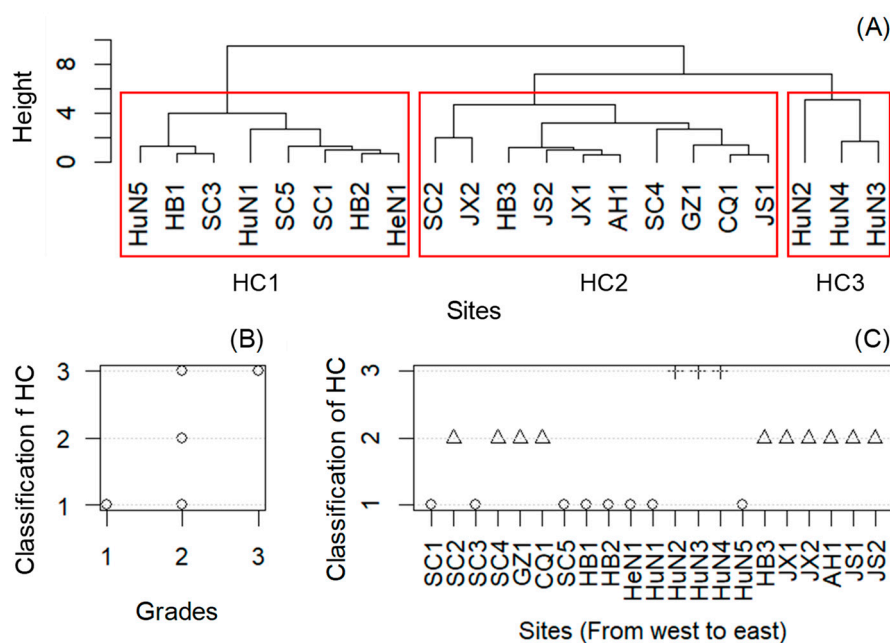 (A)
Height
8
4
0
HuN5 HB1 SC3 HuN1 SC5 SC1 HB2 HeN1 SC2 JX2 HB3 JS2 JX1 AH1 SC4 GZ1 CQ1 JS1 HuN2 HuN4 HuN3
HC1 HC2 HC3
Sites
(B)
Classification f HC
3
2
1
1 2 3
Grades
(C)
Classification of HC
3
2
1
SC1 SC2 SC3 SC4 GZ1 CQ1 SC5 HB1 HB2 HeN1 HuN1 HuN2 HuN3 HuN4 HuN5 HB3 JX1 JX2 AH1 JS1 JS2
Sites (From west to east)